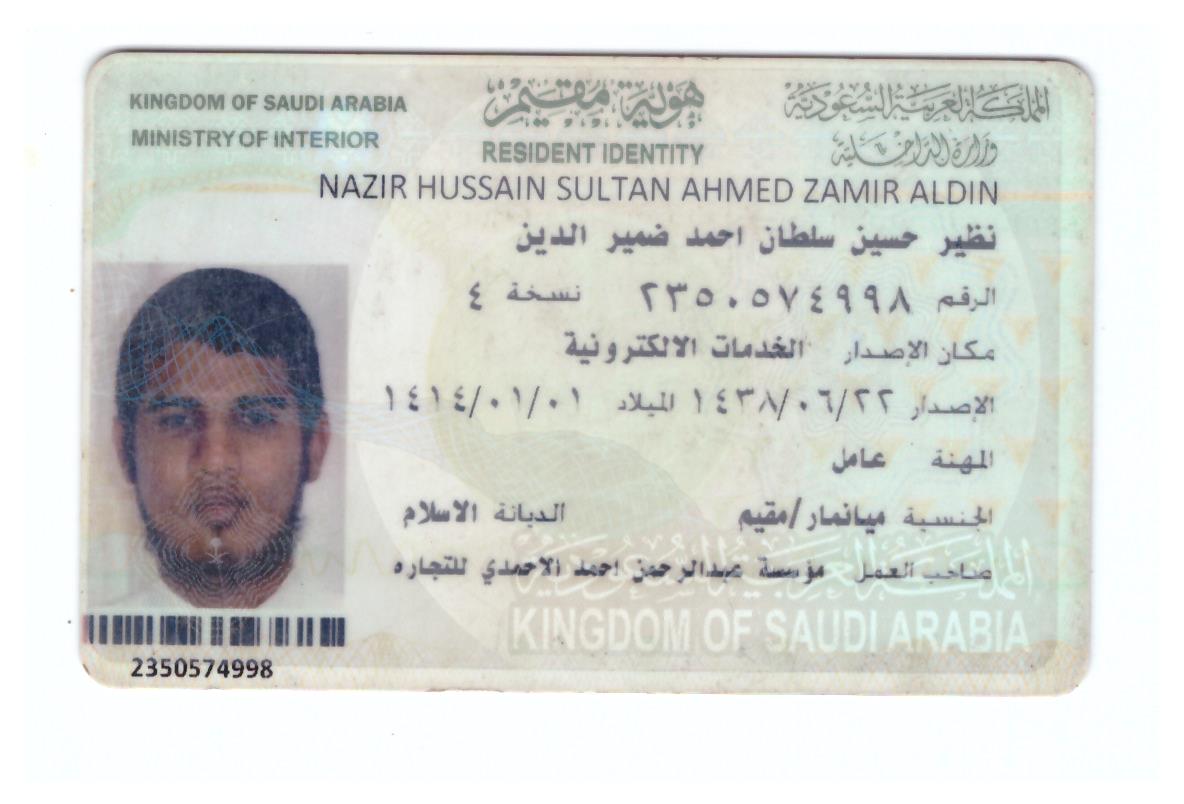 KINGDOM OF SAUDI ARABIA هوية مقيم المملكة العربية السعودية
MINISTRY OF INTERIOR RESIDENT IDENTITY وزارة الداخلية
NAZIR HUSSAIN SULTAN AHMED ZAMIR ALDIN
نظير حسين سلطان احمد ضمير الدين
الرقم ٢٣٥٠٥٧٤٩٩٨ نسخة ٤
مكان الإصدار الخدمات الالكترونية
الإصدار ١٤٣٨/٠٦/٢٢ الميلاد ١٤١٤/٠١/٠١
المهنة عامل
الجنسية ميانمار/مقيم الديانة الاسلام
صاحب العمل مؤسسة عبدالرحمن احمد الاحمدي للتجاره
المملكة العربية السعودية
KINGDOM OF SAUDI ARABIA
2350574998